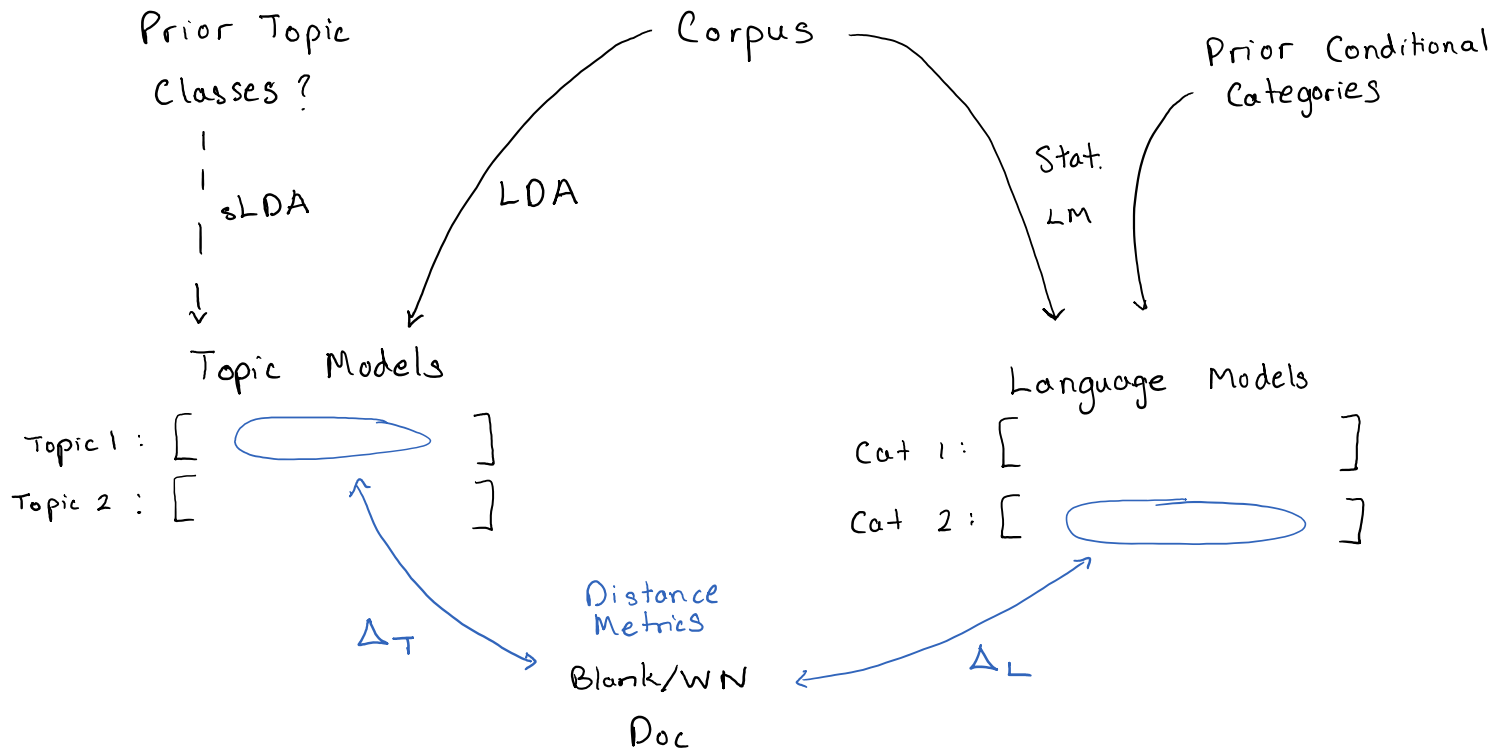 Prior Topic
Classes?
sLDA
Corpus
LDA
Stat.
LM
Prior Conditional
Categories
Topic Models
Topic 1 : [ ]
Topic 2 : [ ]
Language Models
Cat 1 : [ ]
Cat 2 : [ ]
Distance
Metrics
Δ_T
Δ_L
Blank/WN
Doc